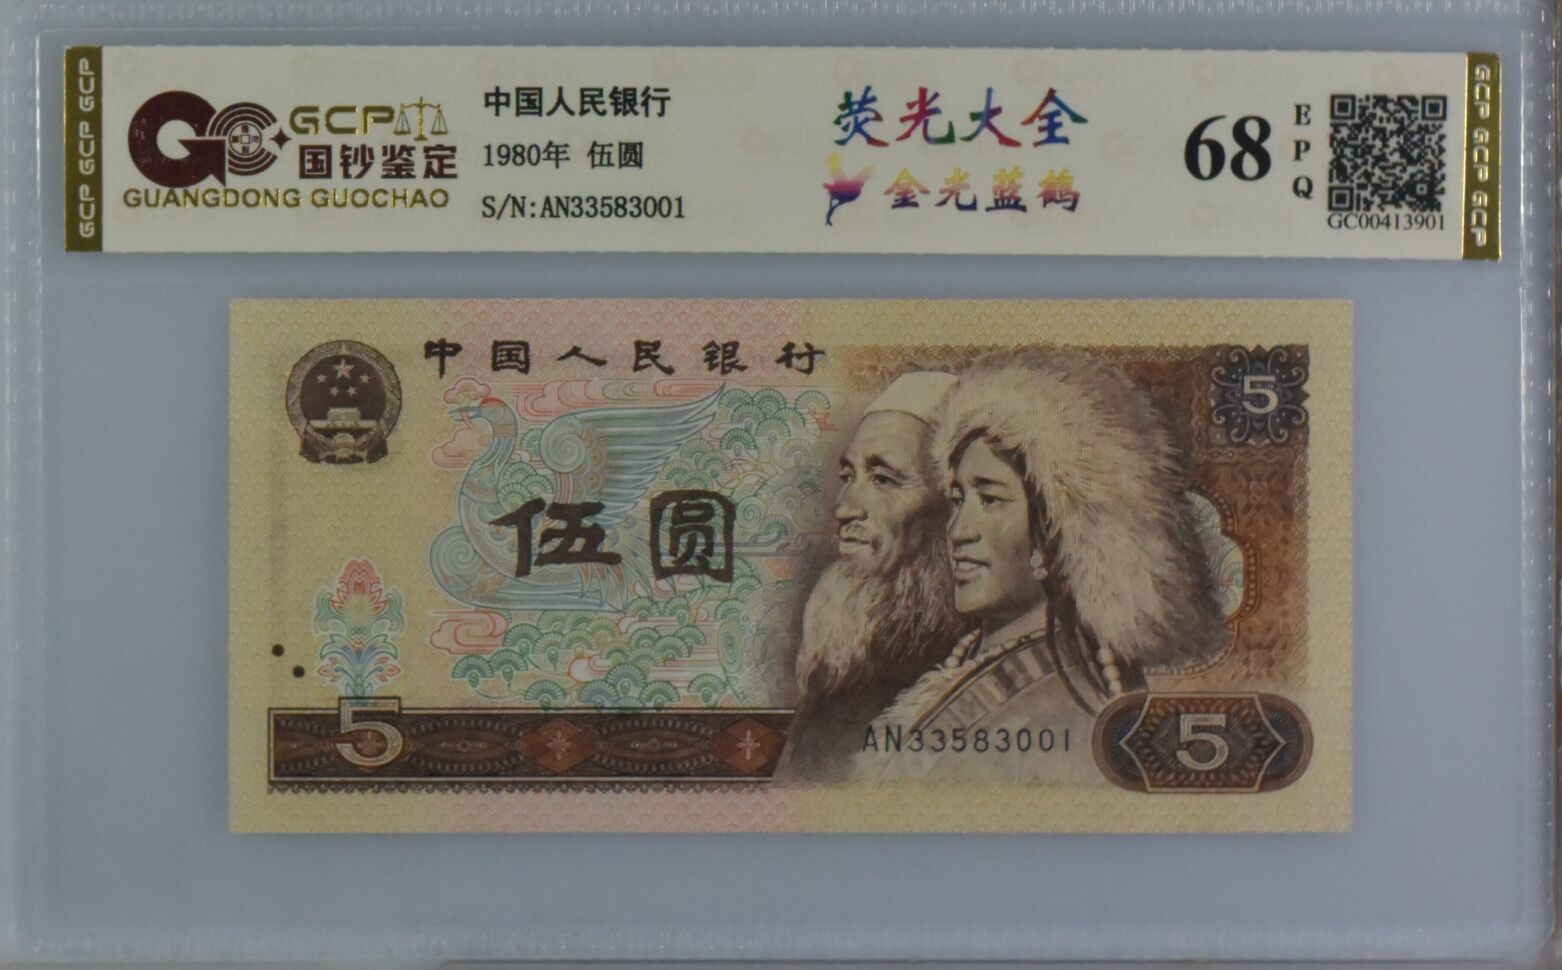 GCP GCP GCP
GCP
国钞鉴定
GUANGDONG GUOCHAO
中国人民银行
1980年 伍圆
S/N:AN33583001
荧光大全
金光蓝鹤
68
EPQ
GC00413901
GCP GCP GCP
中国人民银行
5
伍圆
5
AN33583001
5